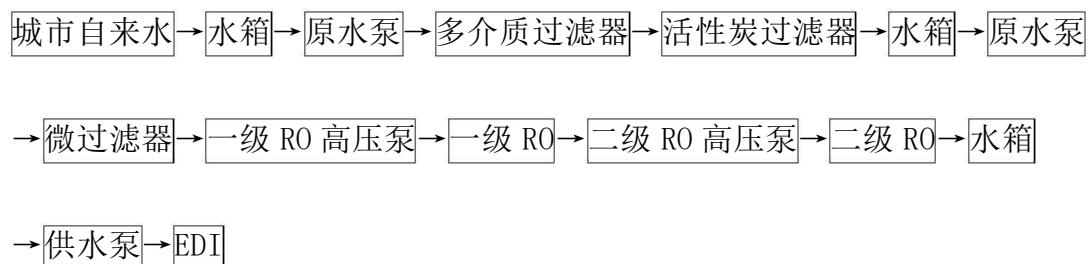 城市自来水→水箱→原水泵→多介质过滤器→活性炭过滤器→水箱→原水泵
→微过滤器→一级 RO 高压泵→一级 RO→二级 RO 高压泵→二级 RO→水箱
→供水泵→EDI